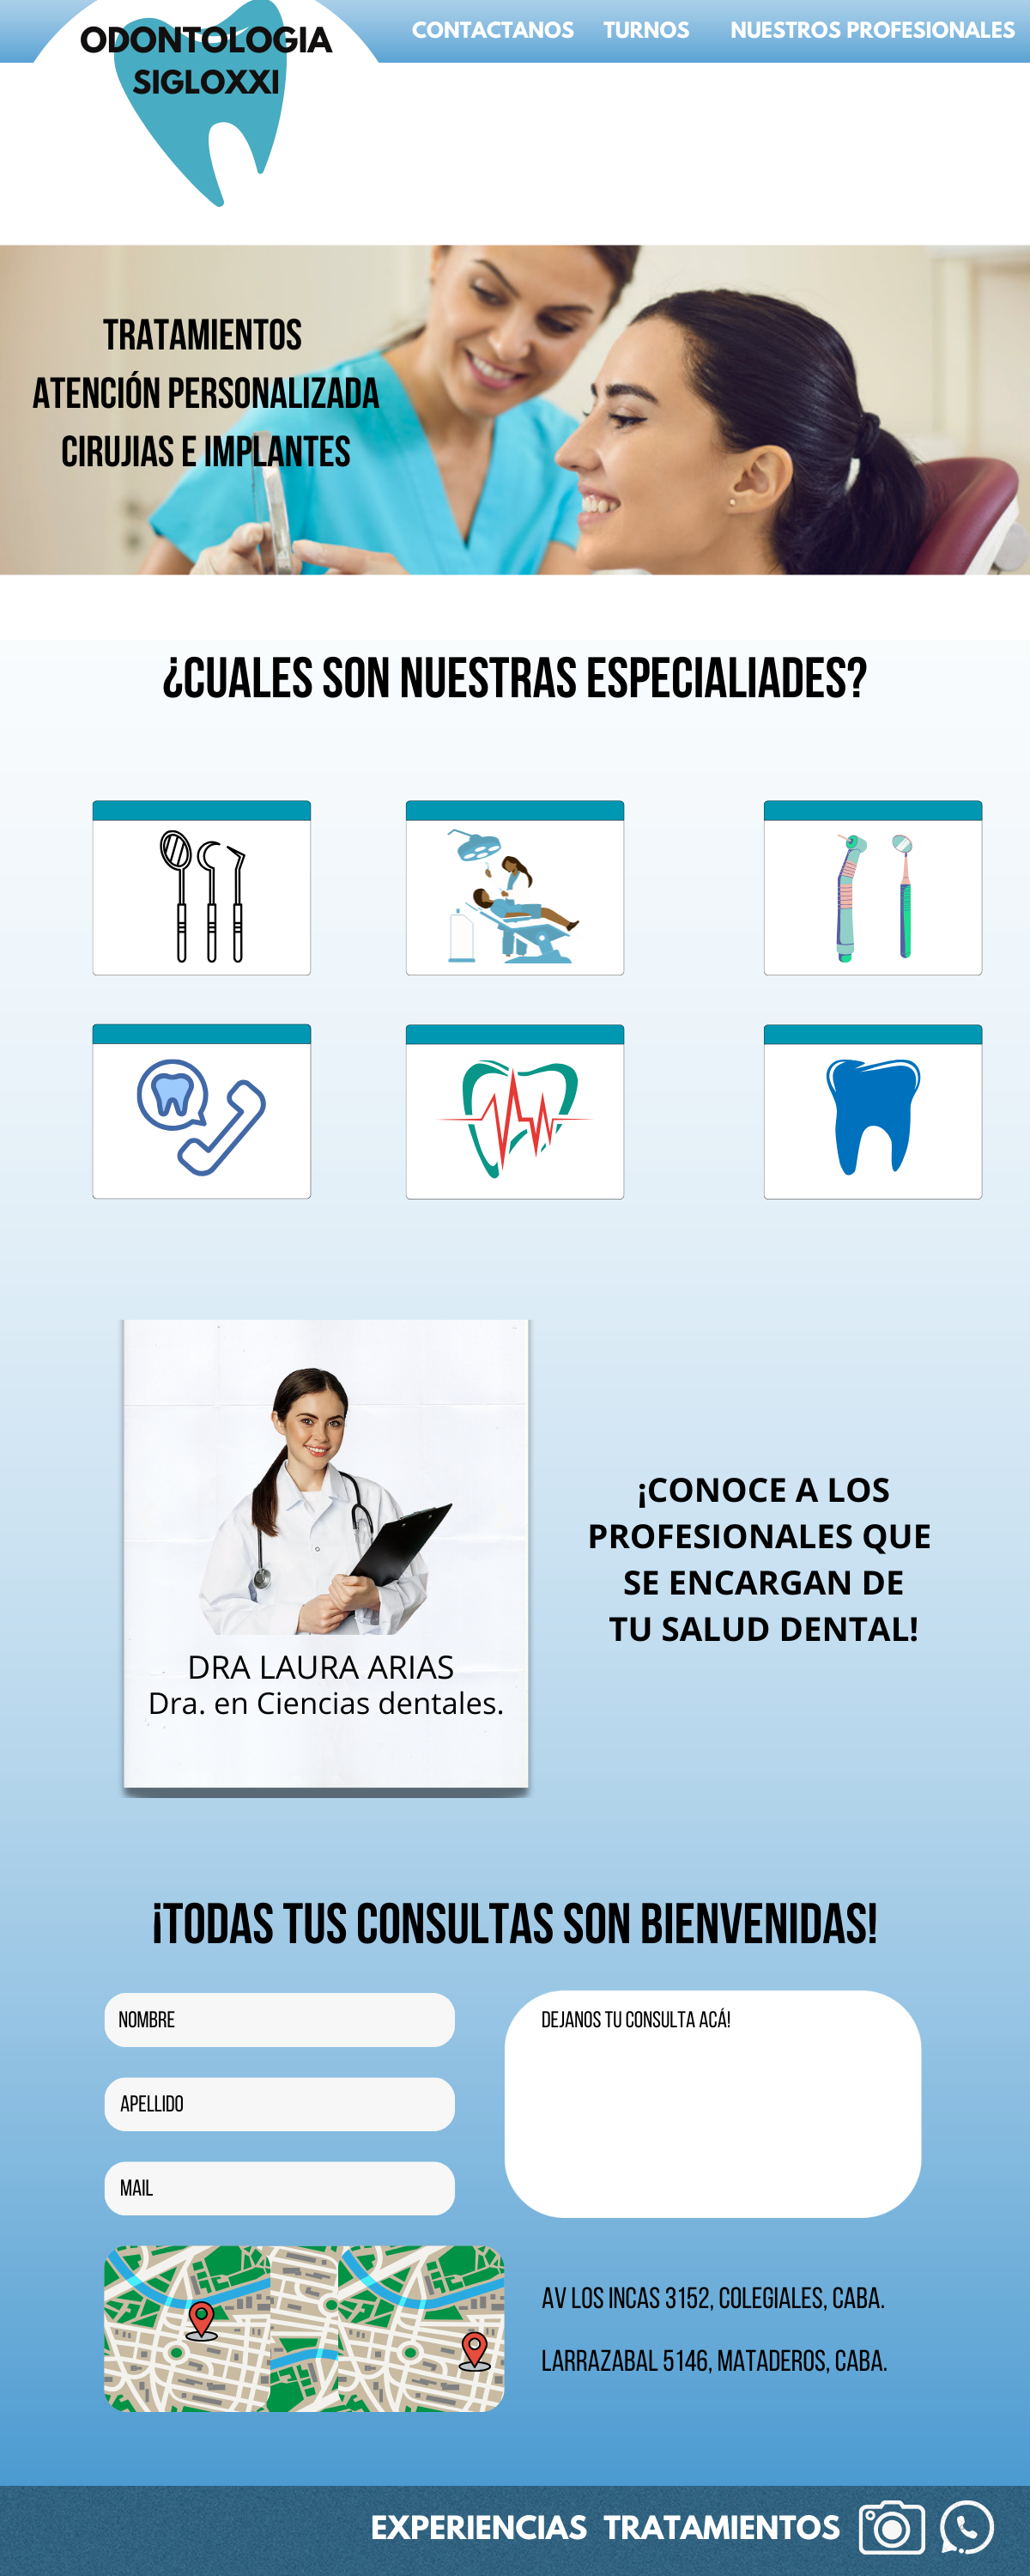 ODONTOLOGIA
SIGLOXXI
CONTACTANOS TURNOS NUESTROS PROFESIONALES
TRATAMIENTOS
ATENCIÓN PERSONALIZADA
CIRUJIAS E IMPLANTES
¿CUALES SON NUESTRAS ESPECIALIADES?
DRA LAURA ARIAS
Dra. en Ciencias dentales.
¡CONOCE A LOS
PROFESIONALES QUE
SE ENCARGAN DE
TU SALUD DENTAL!
¡TODAS TUS CONSULTAS SON BIENVENIDAS!
NOMBRE
APELLIDO
MAIL
DEJANOS TU CONSULTA ACÁ!
AV LOS INCAS 3152, COLEGIALES, CABA.
LARRAZABAL 5146, MATADEROS, CABA.
EXPERIENCIAS TRATAMIENTOS